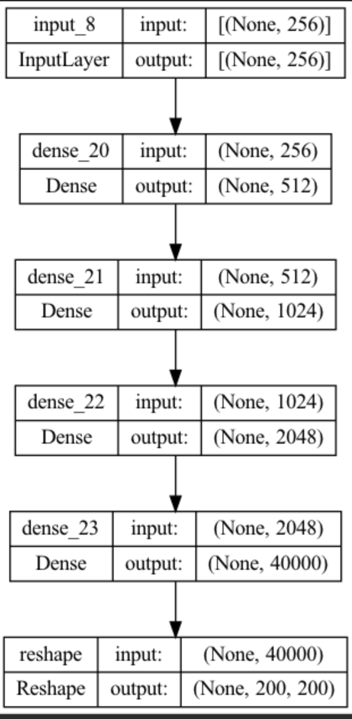 input_8 input: [(None, 256)]
InputLayer output: [(None, 256)]
dense_20 input: (None, 256)
Dense output: (None, 512)
dense_21 input: (None, 512)
Dense output: (None, 1024)
dense_22 input: (None, 1024)
Dense output: (None, 2048)
dense_23 input: (None, 2048)
Dense output: (None, 40000)
reshape input: (None, 40000)
Reshape output: (None, 200, 200)